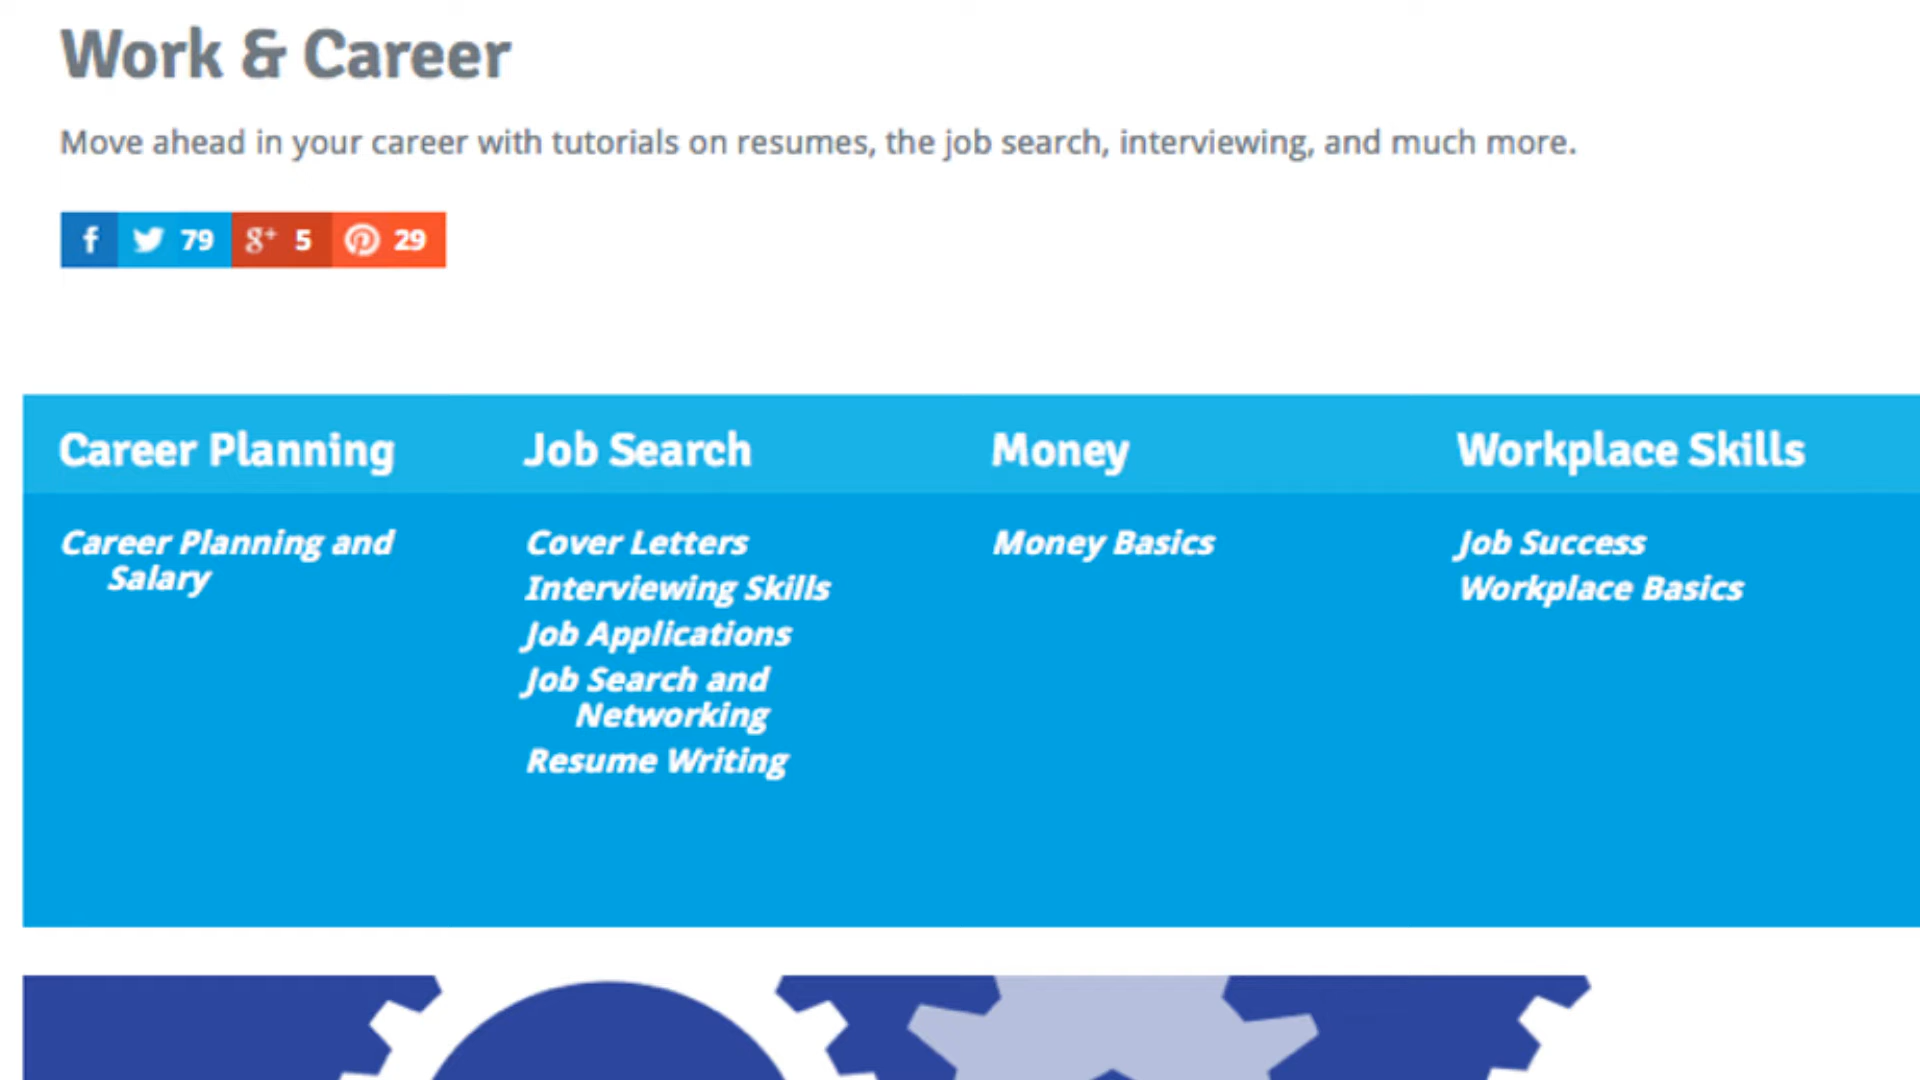 Work & Career
Move ahead in your career with tutorials on resumes, the job search, interviewing, and much more.
f 79 g+ 5 29
Career Planning
Career Planning and
Salary
Job Search
Cover Letters
Interviewing Skills
Job Applications
Job Search and
Networking
Resume Writing
Money
Money Basics
Workplace Skills
Job Success
Workplace Basics